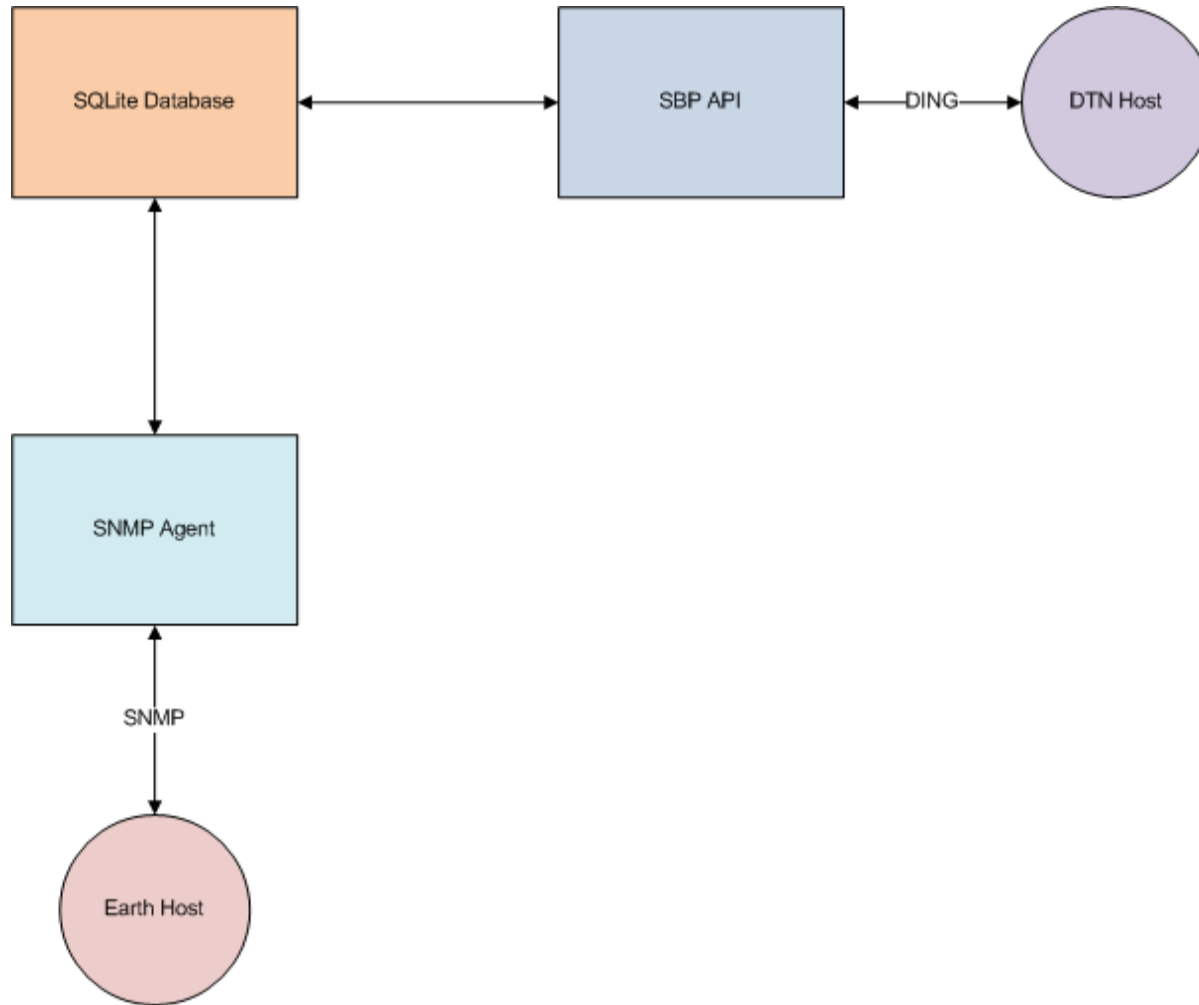 SQLite Database
SBP API
DING
DTN Host
SNMP Agent
SNMP
Earth Host